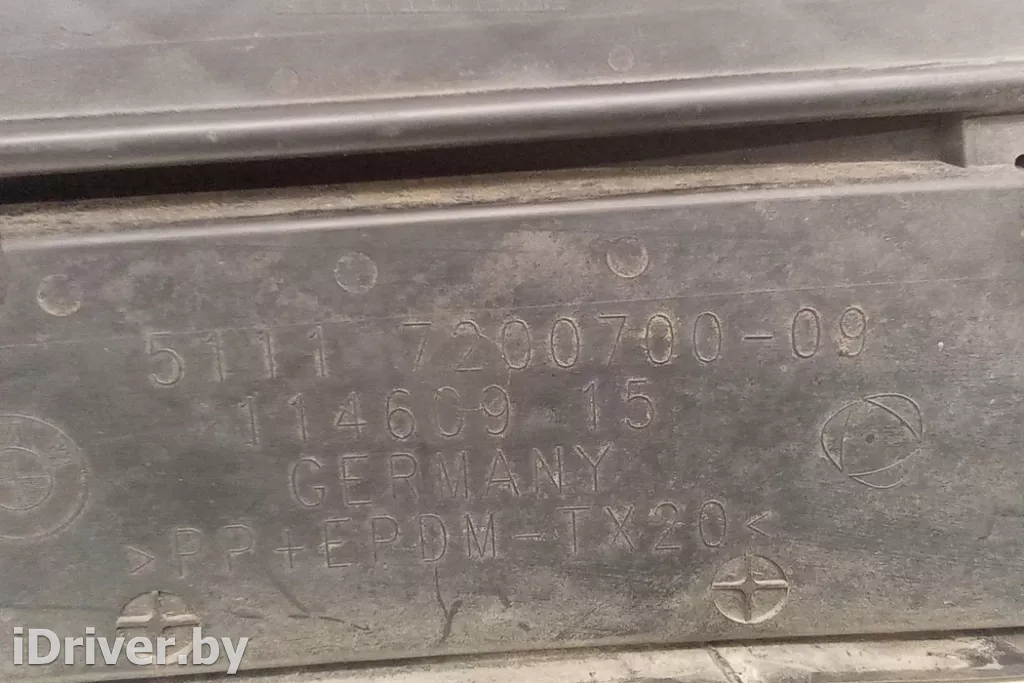 5111 7200700-09
114609 15
GERMANY
>PP+EPDM-TX20<
iDriver.by